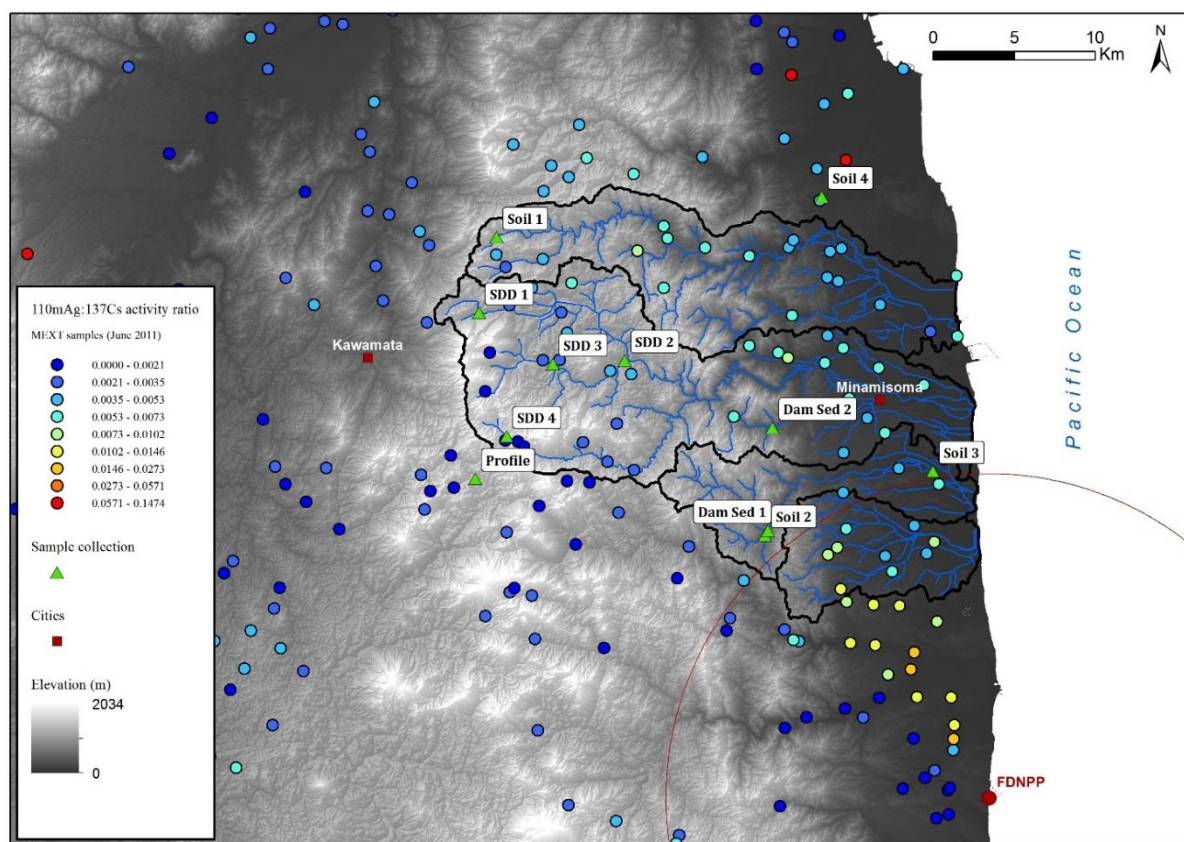 0 5 10
Km
N
Soil 4
Soil 1
SDD 1
Pacific Ocean
110mAg:137Cs activity ratio
MEXT samples (June 2011)
0.0000 - 0.0021
0.0021 - 0.0035
0.0035 - 0.0053
0.0053 - 0.0073
0.0073 - 0.0102
0.0102 - 0.0146
0.0146 - 0.0273
0.0273 - 0.0571
0.0571 - 0.1474
Sample collection
Cities
Elevation (m)
2034
0
Kawamata
SDD 3
SDD 2
Minamisoma
Dam Sed 2
SDD 4
Profile
Soil 3
Dam Sed 1
Soil 2
FDNPP